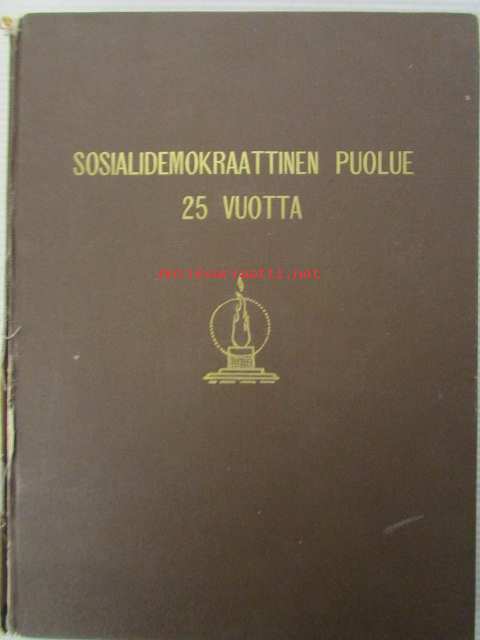 SOSIALIDEMOKRAATTINEN PUOLUE
25 VUOTTA